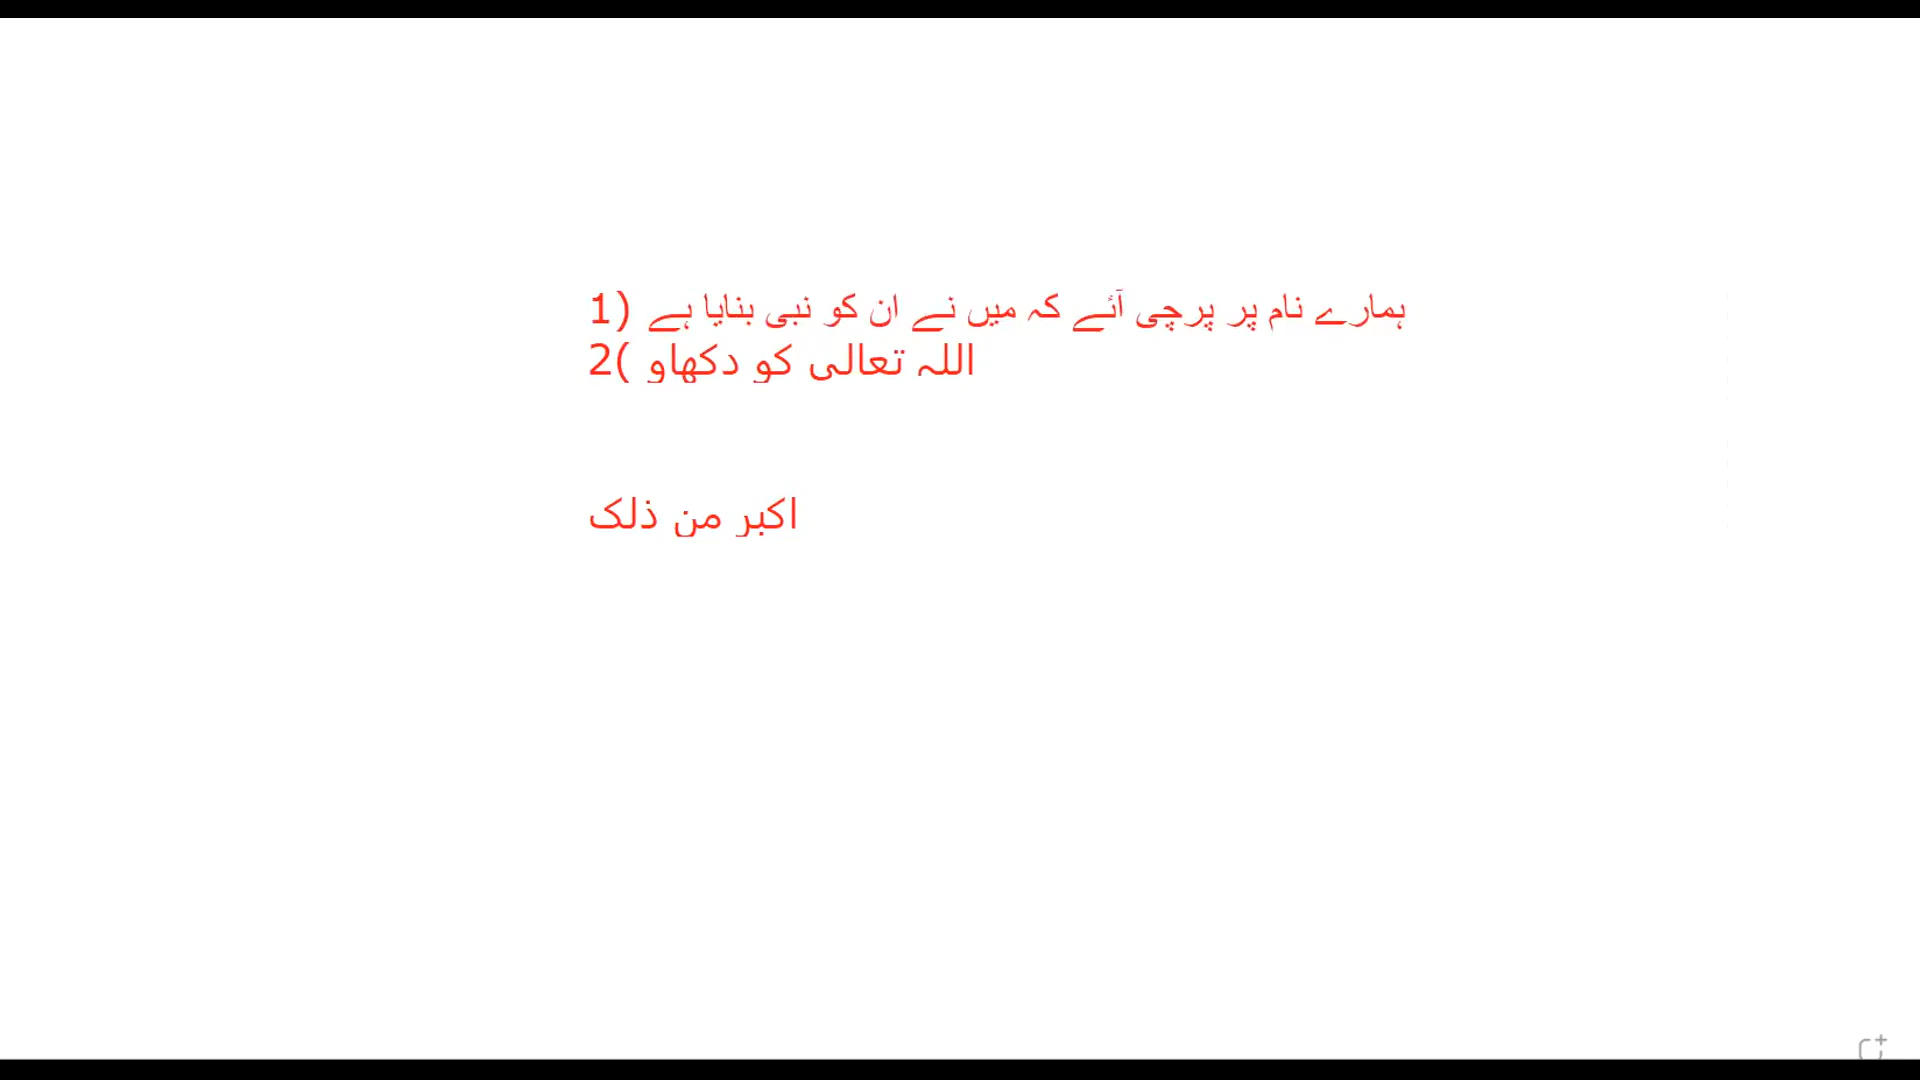 1) ہمارے نام پر پرچی آئے کہ میں نے ان کو نبی بنایا ہے
2) اللہ تعالی کو دکھاو
اکبر من ذلک